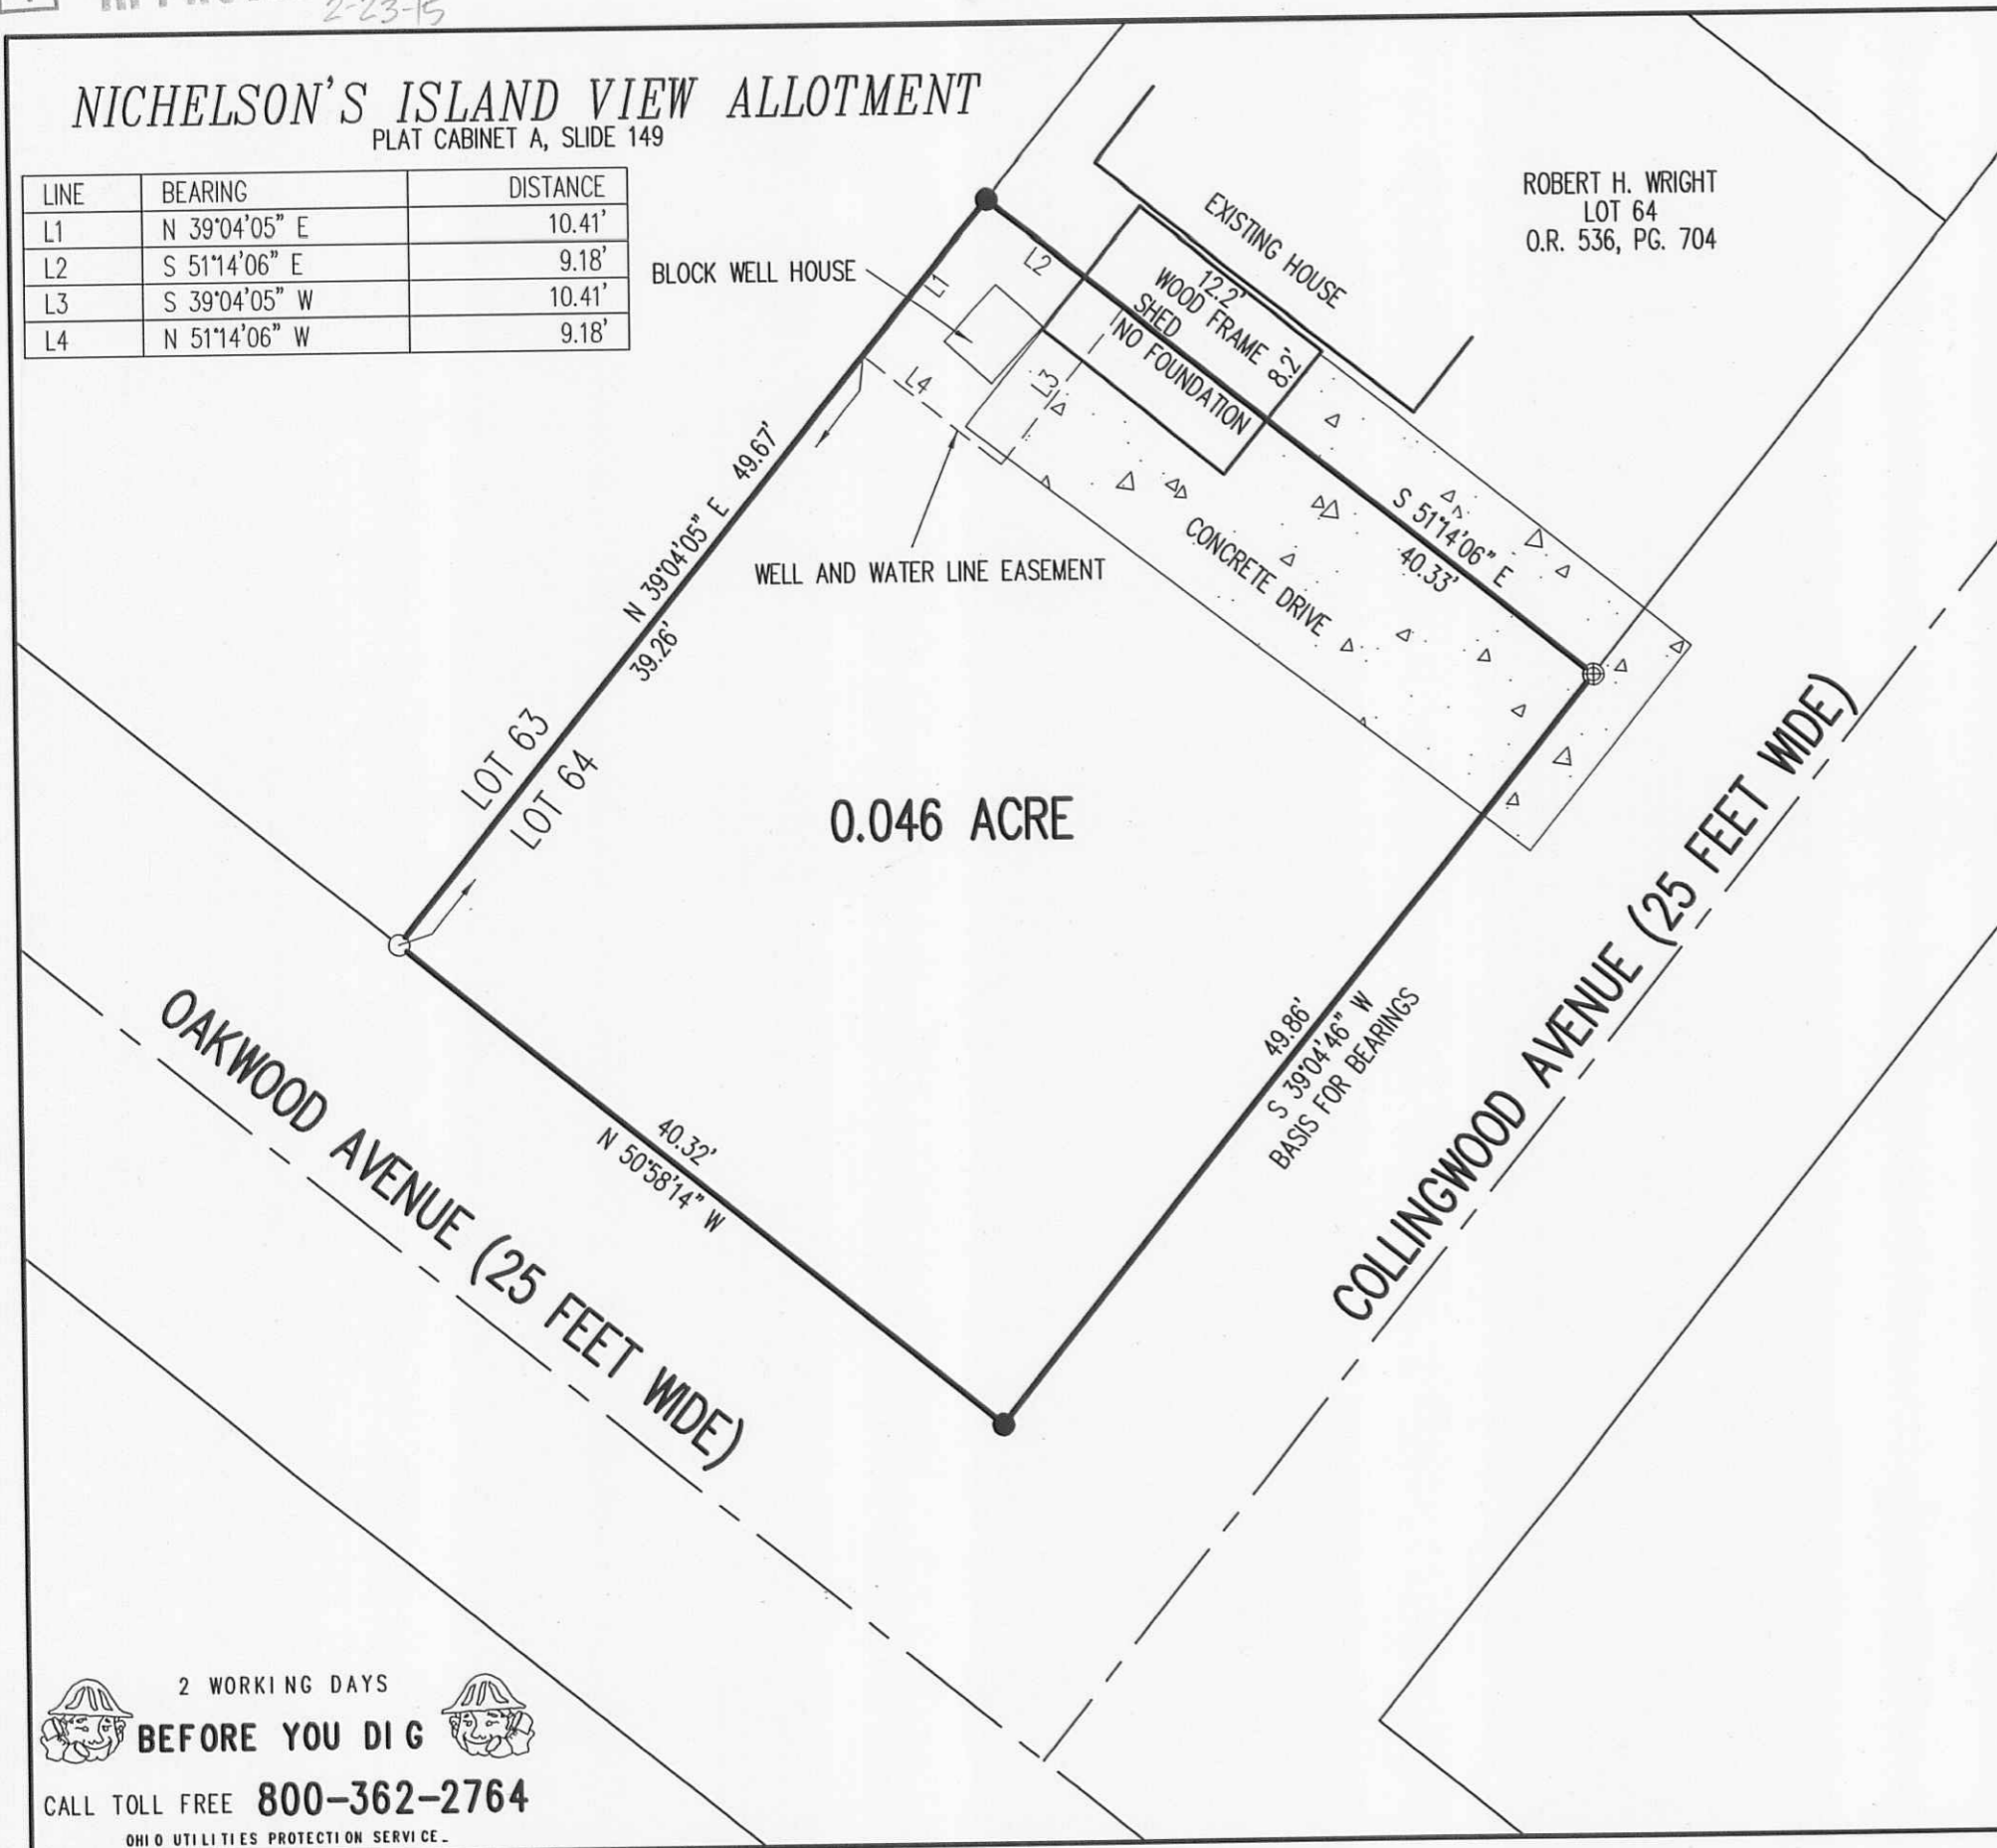 2-23-15
NICHELSON'S ISLAND VIEW ALLOTMENT
PLAT CABINET A, SLIDE 149
LINE BEARING DISTANCE
L1 N 39°04'05" E 10.41'
L2 S 51°14'06" E 9.18'
L3 S 39°04'05" W 10.41'
L4 N 51°14'06" W 9.18'
ROBERT H. WRIGHT
LOT 64
O.R. 536, PG. 704
EXISTING HOUSE
BLOCK WELL HOUSE
L1
L2
L3
L4
12.2'
WOOD FRAME
SHED
8.2'
NO FOUNDATION
N 39°04'05" E 49.67'
39.26'
WELL AND WATER LINE EASEMENT
CONCRETE DRIVE
S 51°14'06" E
40.33'
LOT 63
LOT 64
0.046 ACRE
49.86'
S 39°04'46" W
BASIS FOR BEARINGS
40.32'
N 50°58'14" W
OAKWOOD AVENUE (25 FEET WIDE)
COLLINGWOOD AVENUE (25 FEET WIDE)
2 WORKING DAYS
BEFORE YOU DIG
CALL TOLL FREE 800-362-2764
OHIO UTILITIES PROTECTION SERVICE